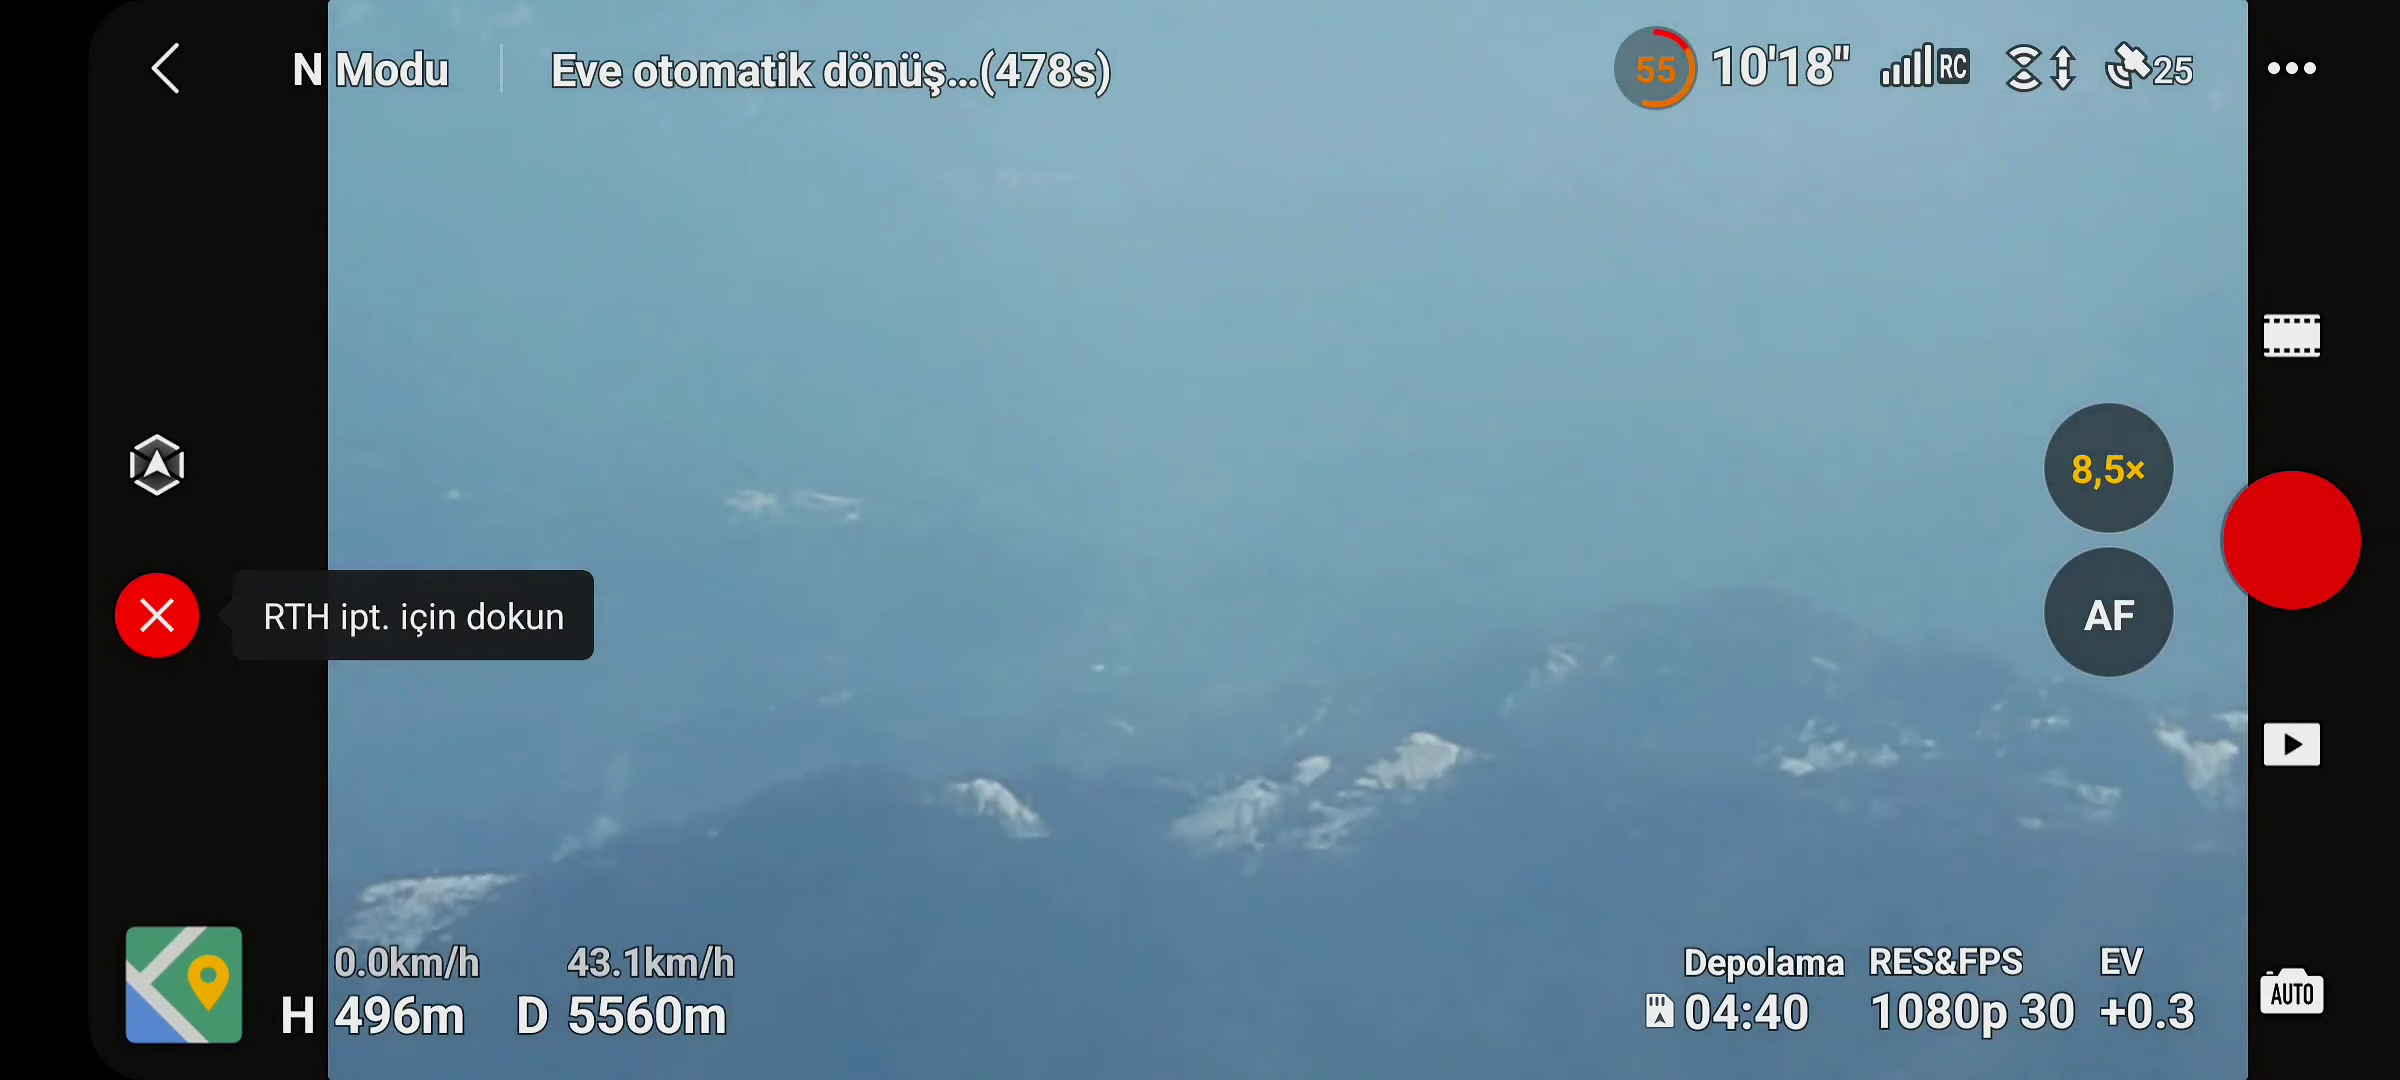 N Modu
Eve otomatik dönüş...(478s)
55
10'18"
RC
25
8,5×
AF
RTH ipt. için dokun
0.0km/h
43.1km/h
H 496m
D 5560m
Depolama
04:40
RES&FPS
1080p 30
EV
+0.3
AUTO